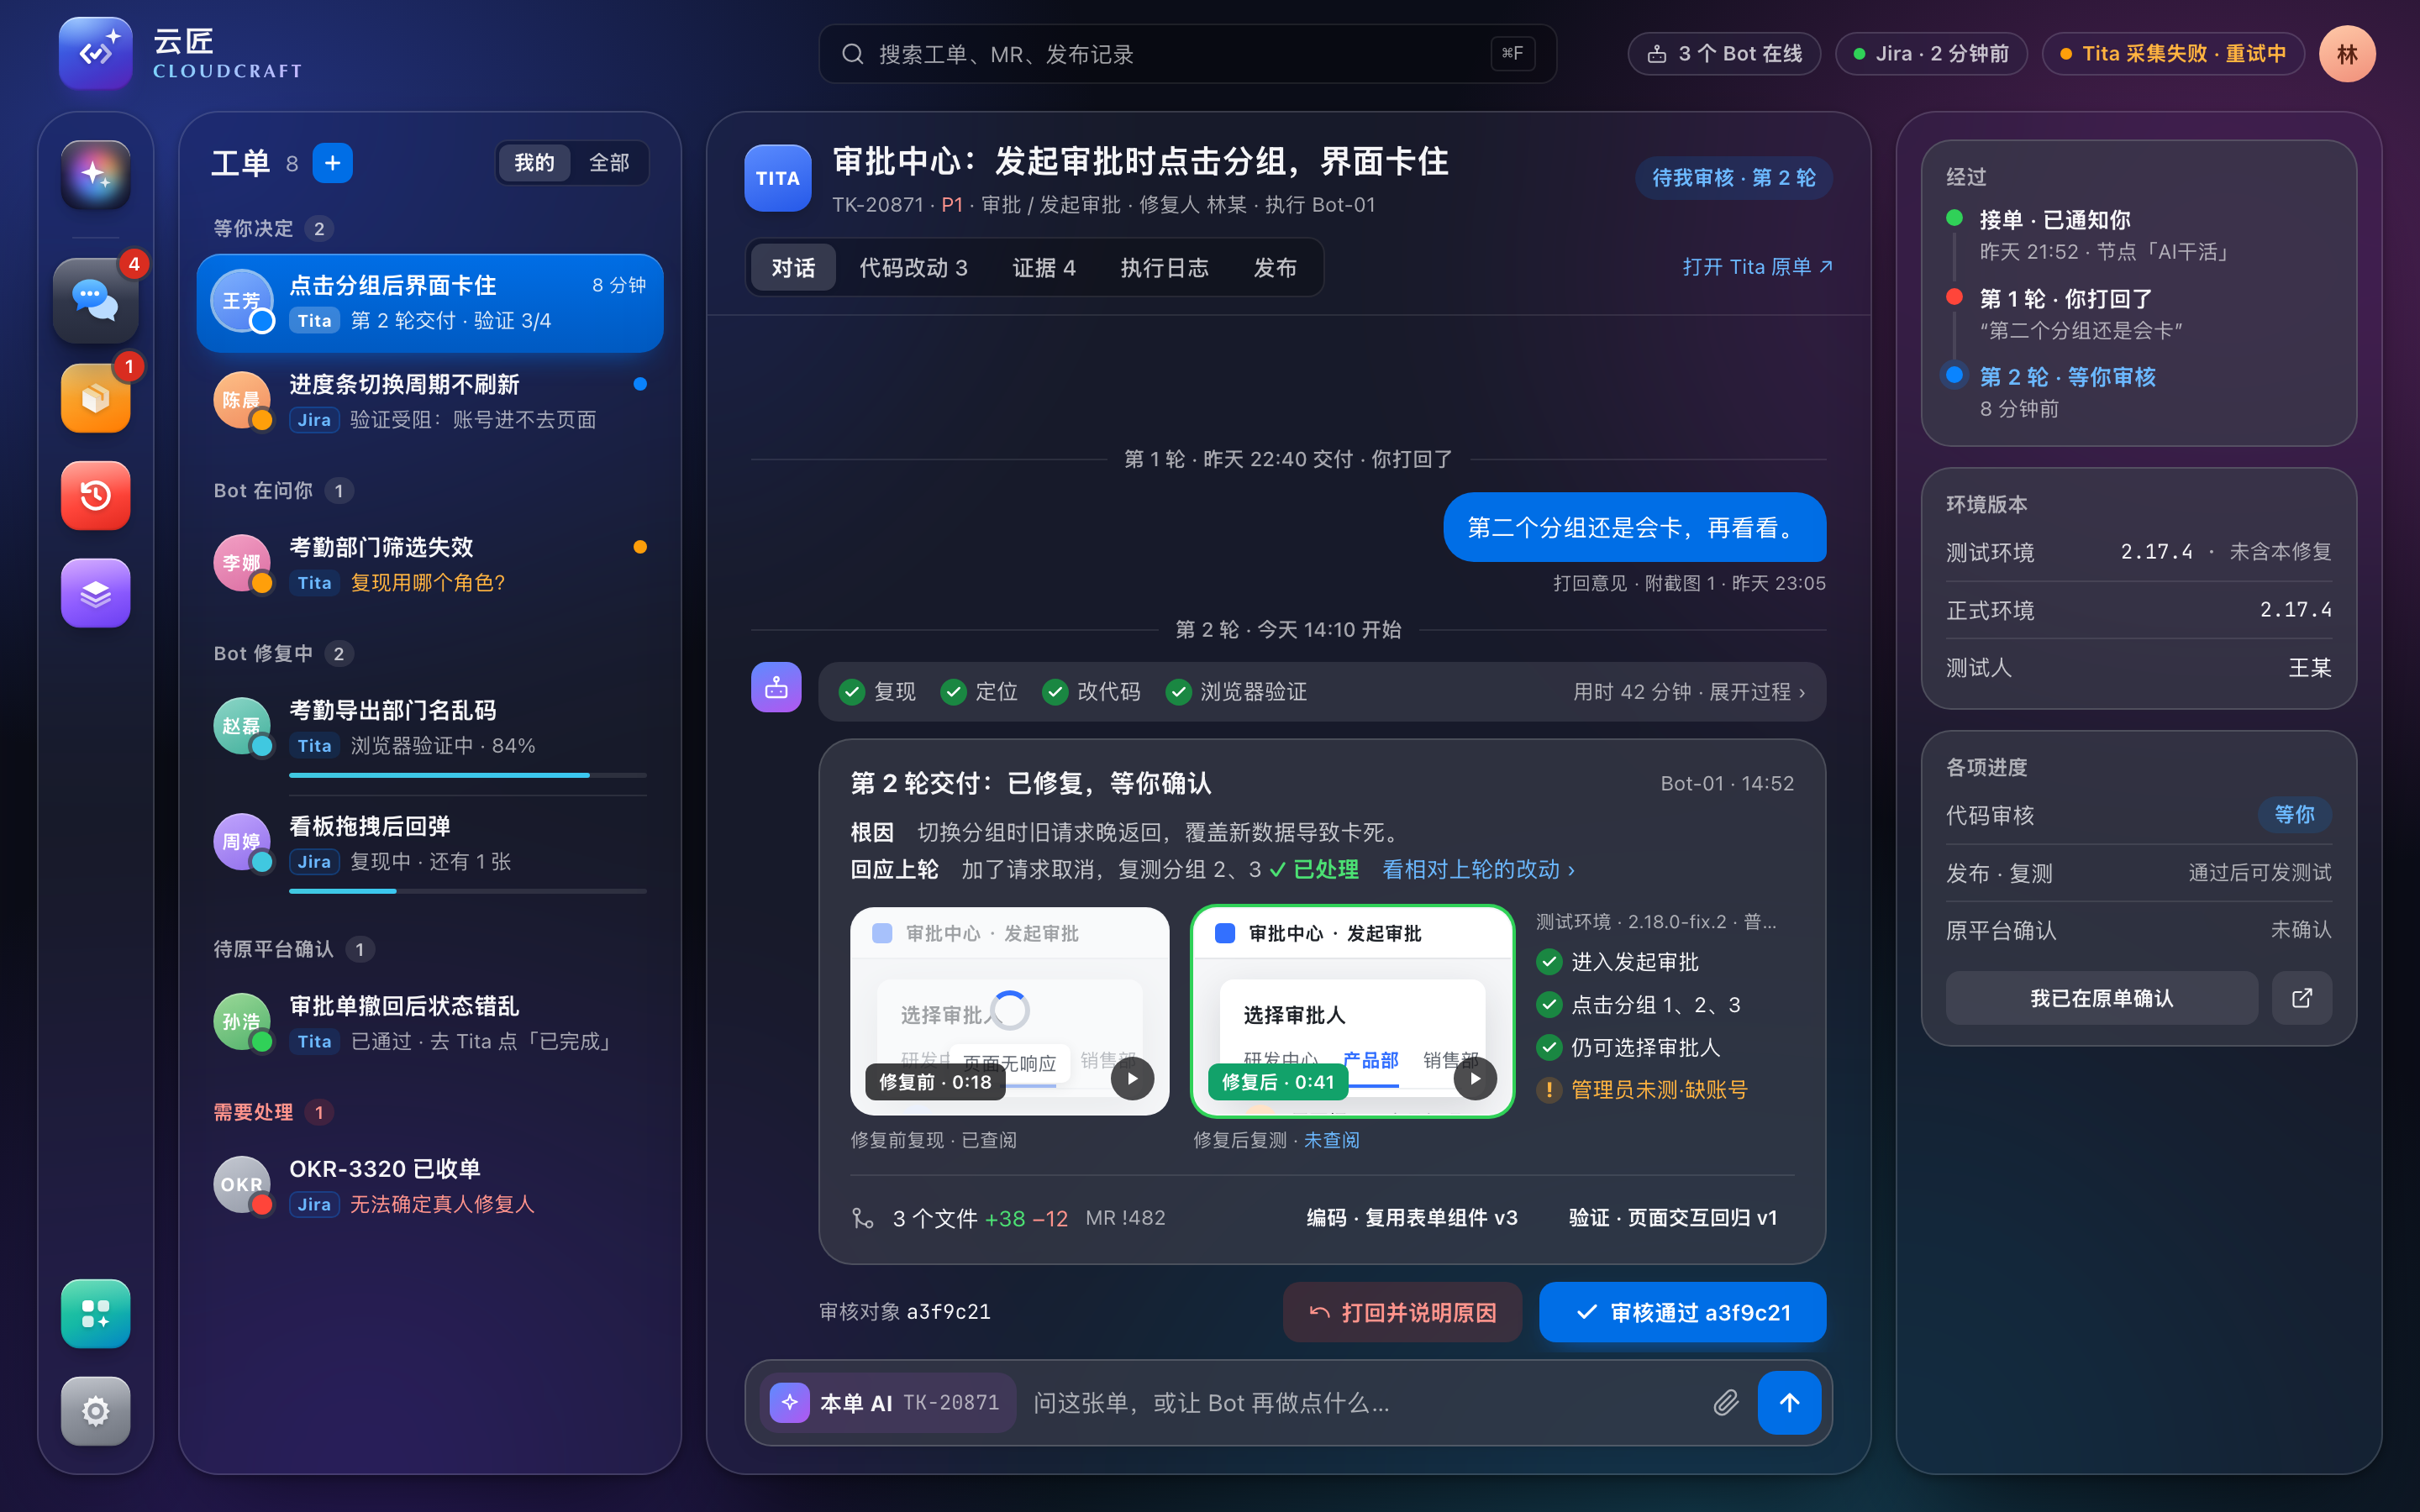 云匠
CLOUDCRAFT
搜索工单、MR、发布记录
⌘F
3 个 Bot 在线
Jira · 2 分钟前
Tita 采集失败 · 重试中
林
4
1
工单 8
我的 全部
等你决定 2
王芳
点击分组后界面卡住
8 分钟
Tita 第 2 轮交付 · 验证 3/4
陈晨
进度条切换周期不刷新
Jira 验证受阻：账号进不去页面
Bot 在问你 1
李娜
考勤部门筛选失效
Tita 复现用哪个角色？
Bot 修复中 2
赵磊
考勤导出部门名乱码
Tita 浏览器验证中 · 84%
周婷
看板拖拽后回弹
Jira 复现中 · 还有 1 张
待原平台确认 1
孙浩
审批单撤回后状态错乱
Tita 已通过 · 去 Tita 点「已完成」
需要处理 1
OKR
OKR-3320 已收单
Jira 无法确定真人修复人
TITA
审批中心：发起审批时点击分组，界面卡住
TK-20871 · P1 · 审批 / 发起审批 · 修复人 林某 · 执行 Bot-01
待我审核 · 第 2 轮
对话 代码改动 3 证据 4 执行日志 发布
打开 Tita 原单 ↗
第 1 轮 · 昨天 22:40 交付 · 你打回了
第二个分组还是会卡，再看看。
打回意见 · 附截图 1 · 昨天 23:05
第 2 轮 · 今天 14:10 开始
复现 定位 改代码 浏览器验证
用时 42 分钟 · 展开过程 ›
第 2 轮交付：已修复，等你确认
Bot-01 · 14:52
根因 切换分组时旧请求晚返回，覆盖新数据导致卡死。
回应上轮 加了请求取消，复测分组 2、3 ✓ 已处理 看相对上轮的改动 ›
审批中心 · 发起审批
选择审批人
页面无响应
销售部
修复前 · 0:18
修复前复现 · 已查阅
审批中心 · 发起审批
选择审批人
研发中心 产品部 销售部
修复后 · 0:41
修复后复测 · 未查阅
测试环境 · 2.18.0-fix.2 · 普…
进入发起审批
点击分组 1、2、3
仍可选择审批人
管理员未测·缺账号
3 个文件 +38 −12 MR !482
编码 · 复用表单组件 v3
验证 · 页面交互回归 v1
审核对象 a3f9c21
打回并说明原因
审核通过 a3f9c21
本单 AI TK-20871
问这张单，或让 Bot 再做点什么…
经过
接单 · 已通知你
昨天 21:52 · 节点「AI干活」
第 1 轮 · 你打回了
“第二个分组还是会卡”
第 2 轮 · 等你审核
8 分钟前
环境版本
测试环境 2.17.4 · 未含本修复
正式环境 2.17.4
测试人 王某
各项进度
代码审核 等你
发布 · 复测 通过后可发测试
原平台确认 未确认
我已在原单确认